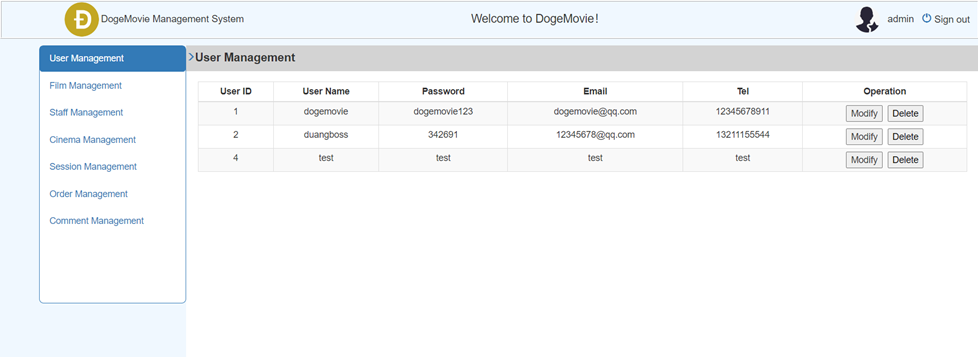 DogeMovie Management System Welcome to DogeMovie! admin Sign out
User Management
Film Management
Staff Management
Cinema Management
Session Management
Order Management
Comment Management
User Management
User ID User Name Password Email Tel Operation
1 dogemovie dogemovie123 dogemovie@qq.com 12345678911 Modify Delete
2 duangboss 342691 12345678@qq.com 13211155544 Modify Delete
4 test test test test Modify Delete